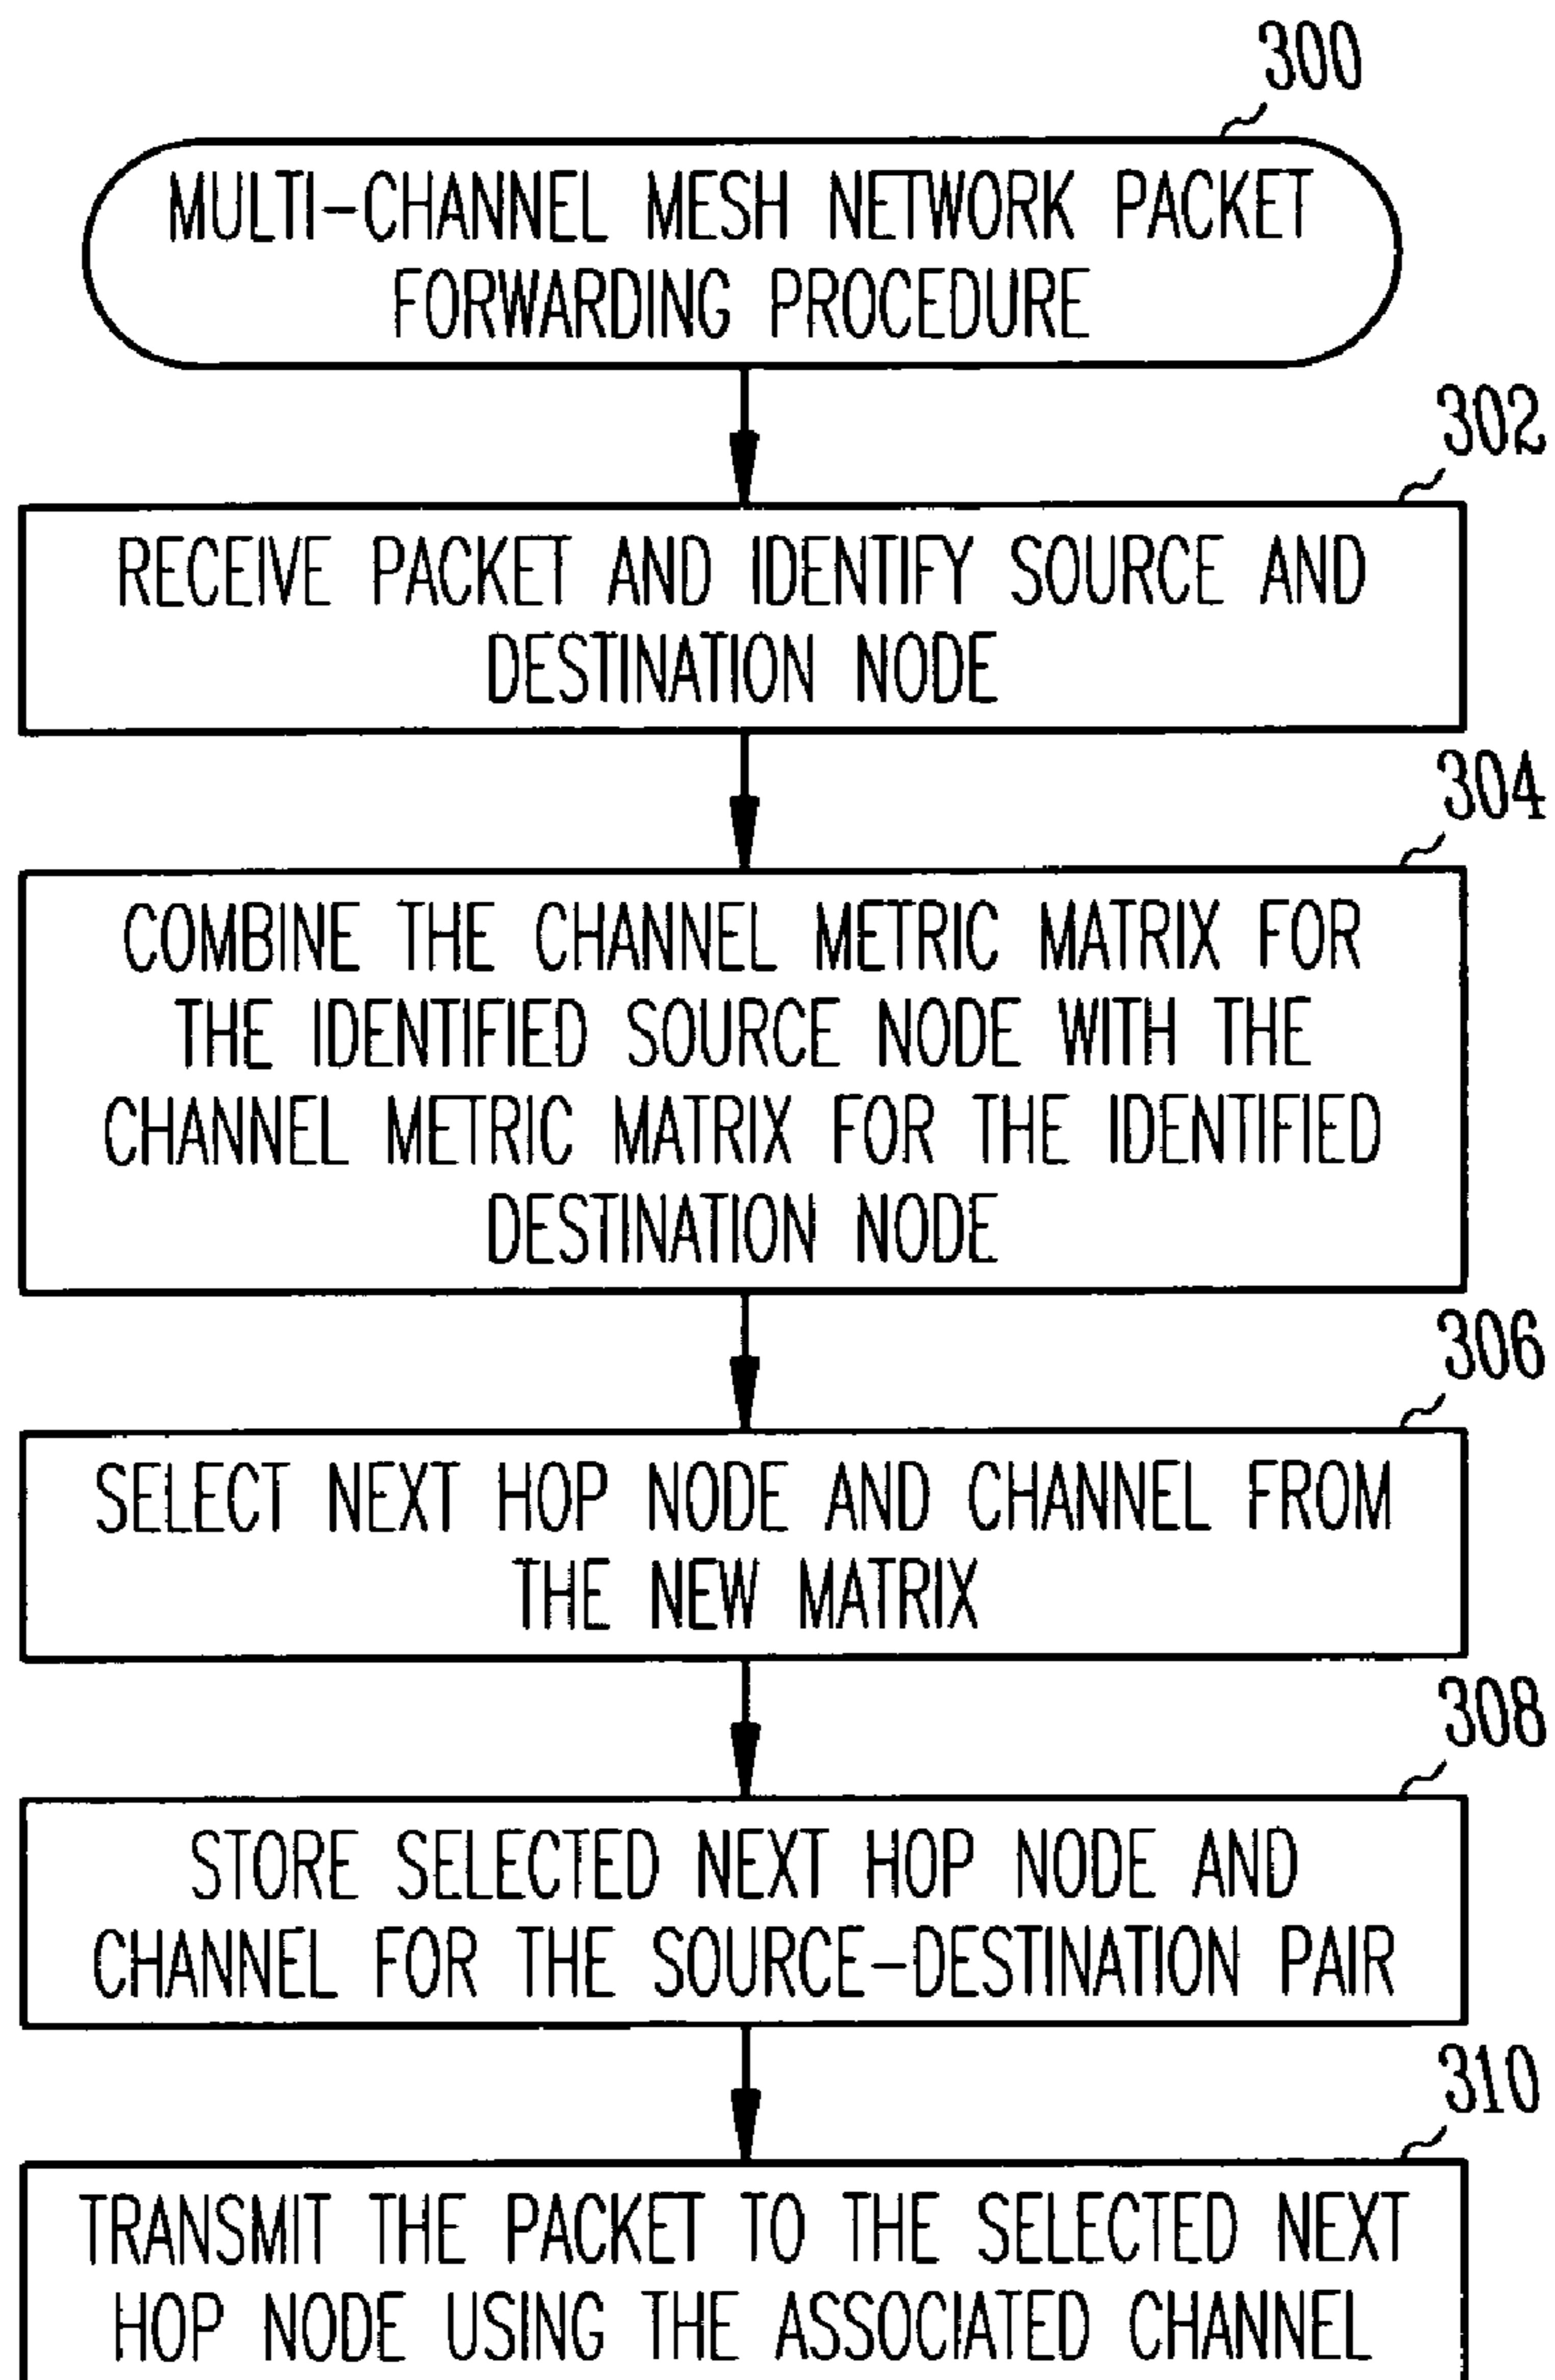 300
MULTI-CHANNEL MESH NETWORK PACKET
FORWARDING PROCEDURE
302
RECEIVE PACKET AND IDENTIFY SOURCE AND
DESTINATION NODE
304
COMBINE THE CHANNEL METRIC MATRIX FOR
THE IDENTIFIED SOURCE NODE WITH THE
CHANNEL METRIC MATRIX FOR THE IDENTIFIED
DESTINATION NODE
306
SELECT NEXT HOP NODE AND CHANNEL FROM
THE NEW MATRIX
308
STORE SELECTED NEXT HOP NODE AND
CHANNEL FOR THE SOURCE-DESTINATION PAIR
310
TRANSMIT THE PACKET TO THE SELECTED NEXT
HOP NODE USING THE ASSOCIATED CHANNEL